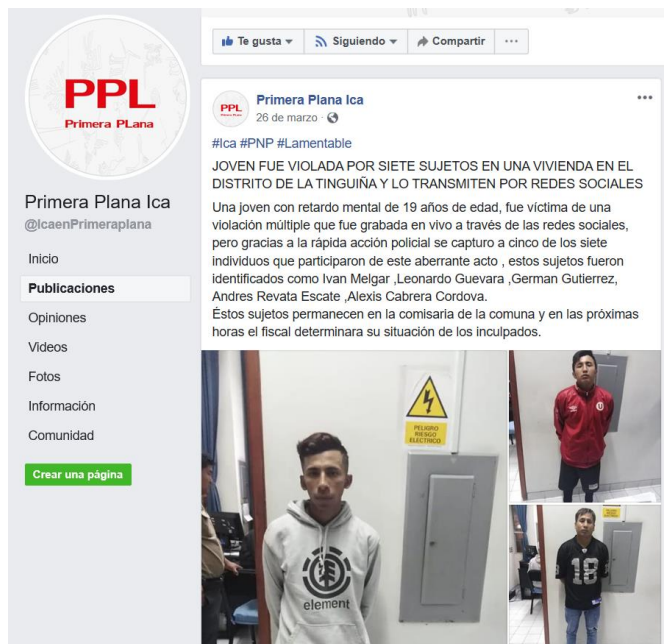 PPL
Primera PLana
Primera Plana Ica
@IcaenPrimeraplana
Inicio
Publicaciones
Opiniones
Videos
Fotos
Información
Comunidad
Crear una página
Te gusta
Siguiendo
Compartir
PPL
Primera Plana Ica
26 de marzo
#Ica #PNP #Lamentable
JOVEN FUE VIOLADA POR SIETE SUJETOS EN UNA VIVIENDA EN EL
DISTRITO DE LA TINGUIÑA Y LO TRANSMITEN POR REDES SOCIALES
Una joven con retardo mental de 19 años de edad, fue víctima de una
violación múltiple que fue grabada en vivo a través de las redes sociales,
pero gracias a la rápida acción policial se capturo a cinco de los siete
individuos que participaron de este aberrante acto , estos sujetos fueron
identificados como Ivan Melgar ,Leonardo Guevara ,German Gutierrez,
Andres Revata Escate ,Alexis Cabrera Cordova.
Éstos sujetos permanecen en la comisaria de la comuna y en las próximas
horas el fiscal determinara su situación de los inculpados.
PELIGRO
RIESGO
ELECTRICO
element
U
18